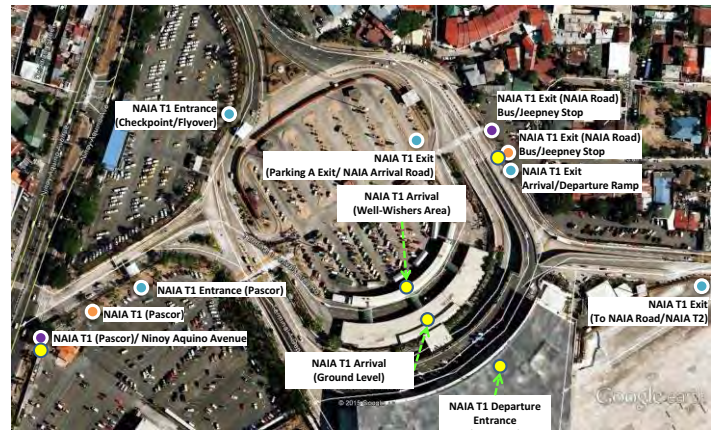 NAIA T1 Exit (NAIA Road)
Bus/Jeepney Stop
NAIA T1 Entrance
(Checkpoint/Flyover)
NAIA T1 Exit (NAIA Road)
Bus/Jeepney Stop
NAIA T1 Exit
(Parking A Exit/ NAIA Arrival Road)
NAIA T1 Exit
Arrival/Departure Ramp
NAIA T1 Arrival
(Well-Wishers Area)
NAIA T1 Entrance (Pascor)
NAIA T1 (Pascor)
NAIA T1 Exit
(To NAIA Road/NAIA T2)
NAIA T1 (Pascor)/ Ninoy Aquino Avenue
NAIA T1 Arrival
(Ground Level)
Google earth
NAIA T1 Departure
Entrance